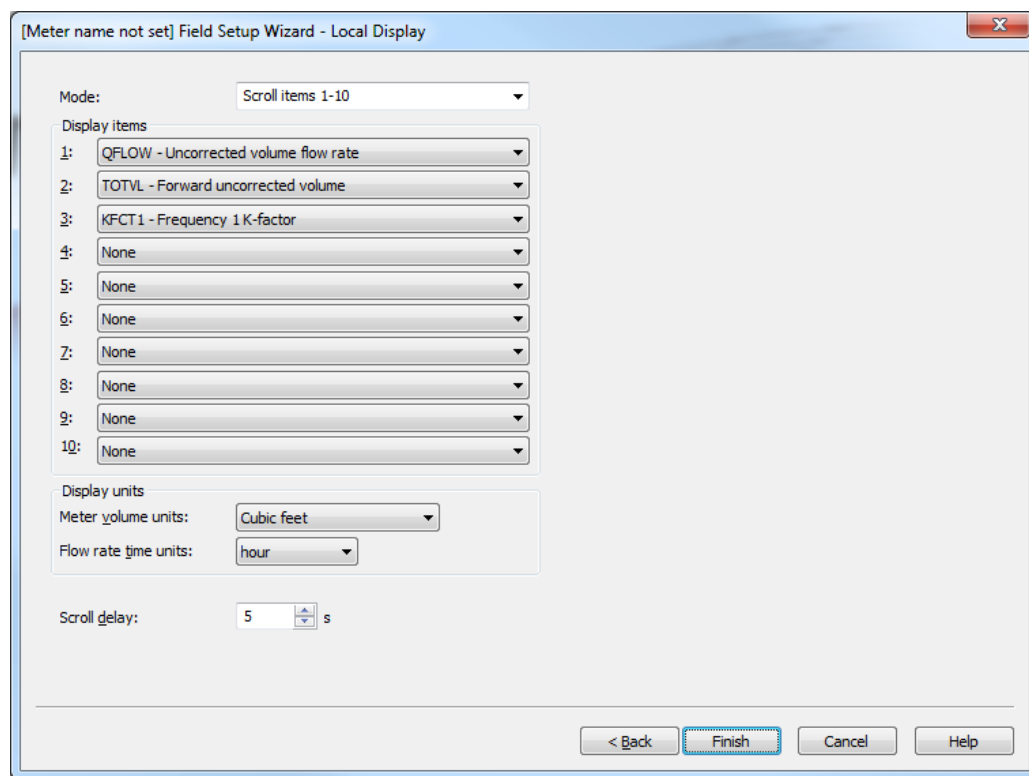 [Meter name not set] Field Setup Wizard - Local Display
Mode: Scroll items 1-10
Display items
1: QFLOW - Uncorrected volume flow rate
2: TOTVL - Forward uncorrected volume
3: KFCT1 - Frequency 1 K-factor
4: None
5: None
6: None
7: None
8: None
9: None
10: None
Display units
Meter volume units: Cubic feet
Flow rate time units: hour
Scroll delay: 5 s
< Back Finish Cancel Help